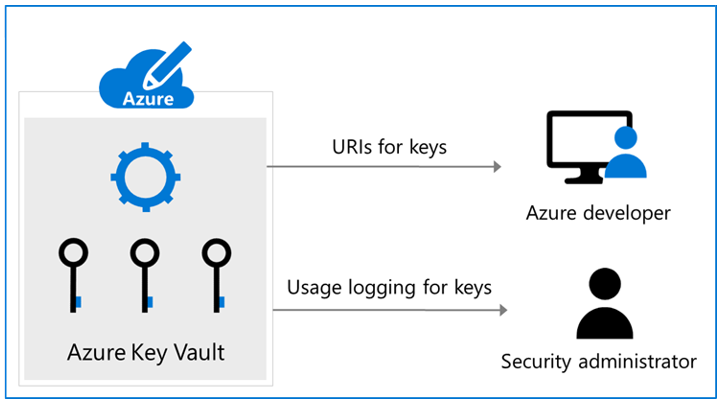 Azure
URIs for keys
Azure developer
Usage logging for keys
Azure Key Vault
Security administrator